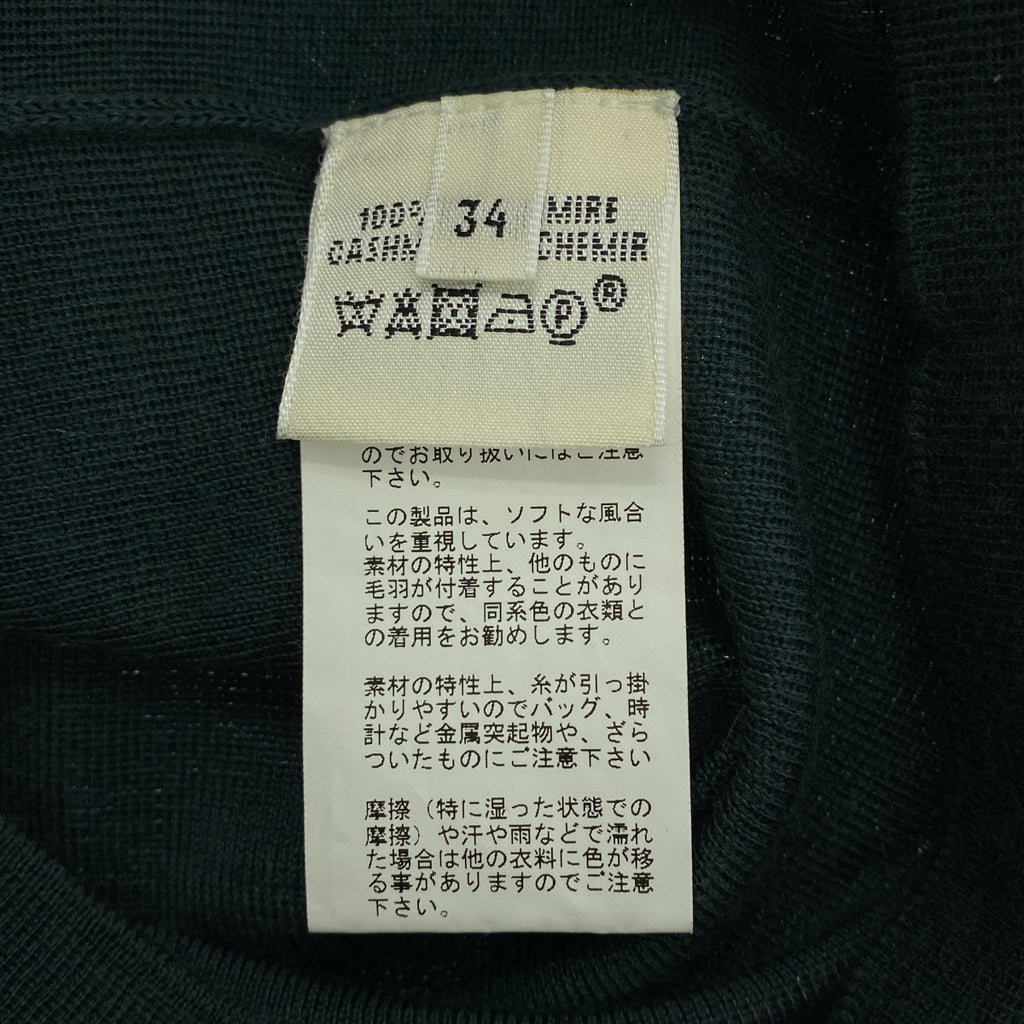 100%
34
MIRE
CASHM
CHEMIR
P
®
のでお取り扱いにはご注意
下さい。
この製品は、ソフトな風合
いを重視しています。
素材の特性上、他のものに
毛羽が付着することがあり
ますので、同系色の衣類と
の着用をお勧めします。
素材の特性上、糸が引っ掛
かりやすいのでバッグ、時
計など金属突起物や、ざら
ついたものにご注意下さい
摩擦（特に湿った状態での
摩擦）や汗や雨などで濡れ
た場合は他の衣料に色が移
る事がありますのでご注意
下さい。